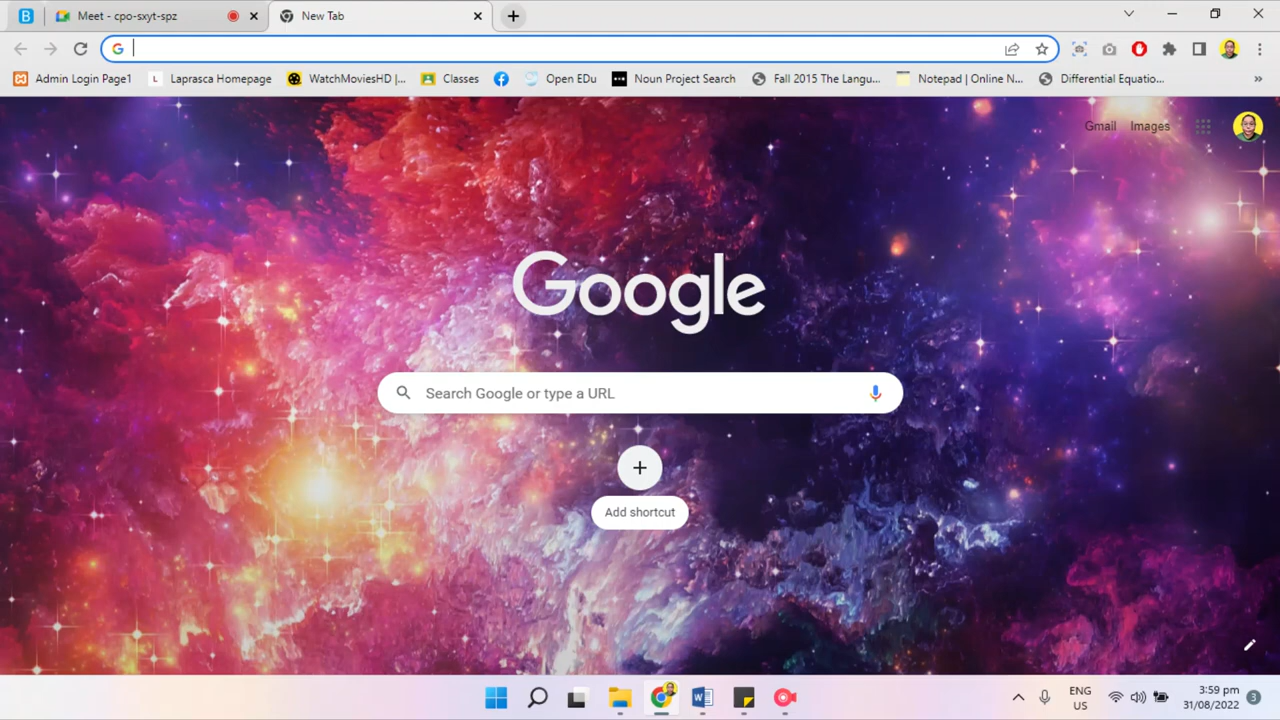 Meet - cpo-sxyt-spz
New Tab
Admin Login Page1
Laprasca Homepage
WatchMoviesHD |...
Classes
Open EDu
Noun Project Search
Fall 2015 The Langu...
Notepad | Online N...
Differential Equatio...
Gmail Images
Google
Search Google or type a URL
Add shortcut
ENG
US
3:59 pm
31/08/2022
3